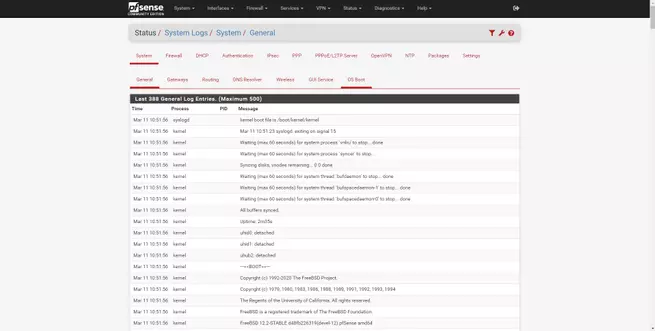 pfsense
COMMUNITY EDITION
System
Interfaces
Firewall
Services
VPN
Status
Diagnostics
Help
Status / System Logs / System / General
System Firewall DHCP Authentication IPsec PPP PPPoE/L2TP Server OpenVPN NTP Packages Settings
General Gateways Routing DNS Resolver Wireless GUI Service OS Boot
Last 388 General Log Entries. (Maximum 500)
Time Process PID Message
Mar 11 10:51:56 syslogd kernel boot file is /boot/kernel/kernel
Mar 11 10:51:56 kernel Mar 11 10:51:23 syslogd: exiting on signal 15
Mar 11 10:51:56 kernel Waiting (max 60 seconds) for system process `vnlru' to stop... done
Mar 11 10:51:56 kernel Waiting (max 60 seconds) for system process `syncer' to stop...
Mar 11 10:51:56 kernel Syncing disks, vnodes remaining... 0 0 done
Mar 11 10:51:56 kernel Waiting (max 60 seconds) for system thread `bufdaemon' to stop... done
Mar 11 10:51:56 kernel Waiting (max 60 seconds) for system thread `bufspacedaemon-1' to stop... done
Mar 11 10:51:56 kernel Waiting (max 60 seconds) for system thread `bufspacedaemon-0' to stop... done
Mar 11 10:51:56 kernel All buffers synced.
Mar 11 10:51:56 kernel Uptime: 2m35s
Mar 11 10:51:56 kernel uhid0: detached
Mar 11 10:51:56 kernel uhid1: detached
Mar 11 10:51:56 kernel uhub2: detached
Mar 11 10:51:56 kernel ---<<BOOT>>---
Mar 11 10:51:56 kernel Copyright (c) 1992-2020 The FreeBSD Project.
Mar 11 10:51:56 kernel Copyright (c) 1979, 1980, 1983, 1986, 1988, 1989, 1991, 1992, 1993, 1994
Mar 11 10:51:56 kernel The Regents of the University of California. All rights reserved.
Mar 11 10:51:56 kernel FreeBSD is a registered trademark of The FreeBSD Foundation.
Mar 11 10:51:56 kernel FreeBSD 12.2-STABLE pfSense amd64